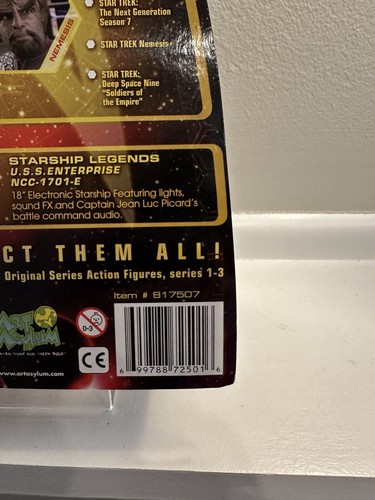 STAR TREK:
The Next Generation
Season 7
NEMESIS
STAR TREK Nemesis
STAR TREK:
Deep Space Nine
"Soldiers of
the Empire"
STARSHIP LEGENDS
U.S.S. ENTERPRISE
NCC-1701-E
18" Electronic Starship Featuring lights,
sound FX and Captain Jean Luc Picard's
battle command audio.
CT THEM ALL!
Original Series Action Figures, series 1-3
Item # 817507
ART
ASYLUM
0-3
CE
www.artasylum.com
6 99788 72501 6